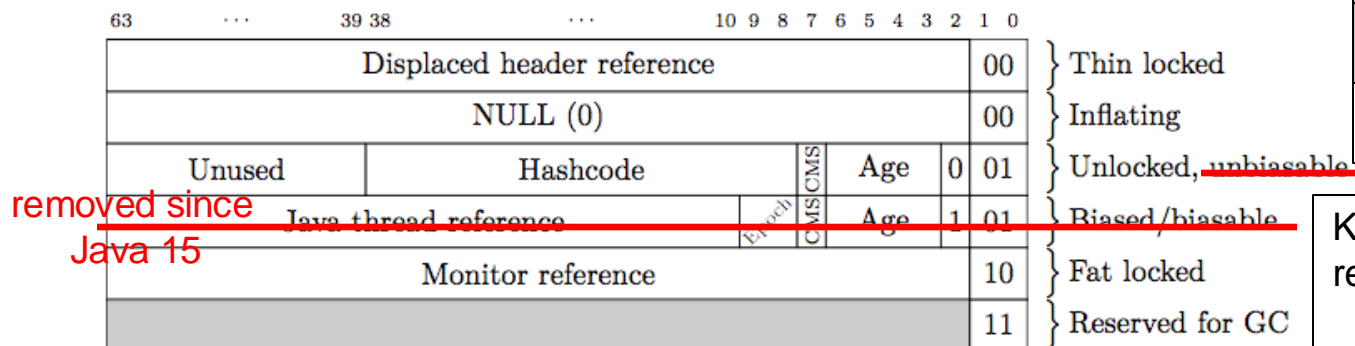 63 ··· 39 38 ··· 10 9 8 7 6 5 4 3 2 1 0
Displaced header reference 00 } Thin locked
NULL (0) 00 } Inflating
Unused Hashcode CMS Age 0 01 } Unlocked, unbiasable
removed since
Java thread reference Epoch CMS Age 1 01 } Biased/biasable
Java 15
K
Monitor reference 10 } Fat locked
re
11 } Reserved for GC